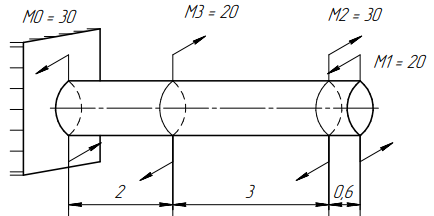 M0 = 30
M3 = 20
M2 = 30
M1 = 20
2
3
0,6